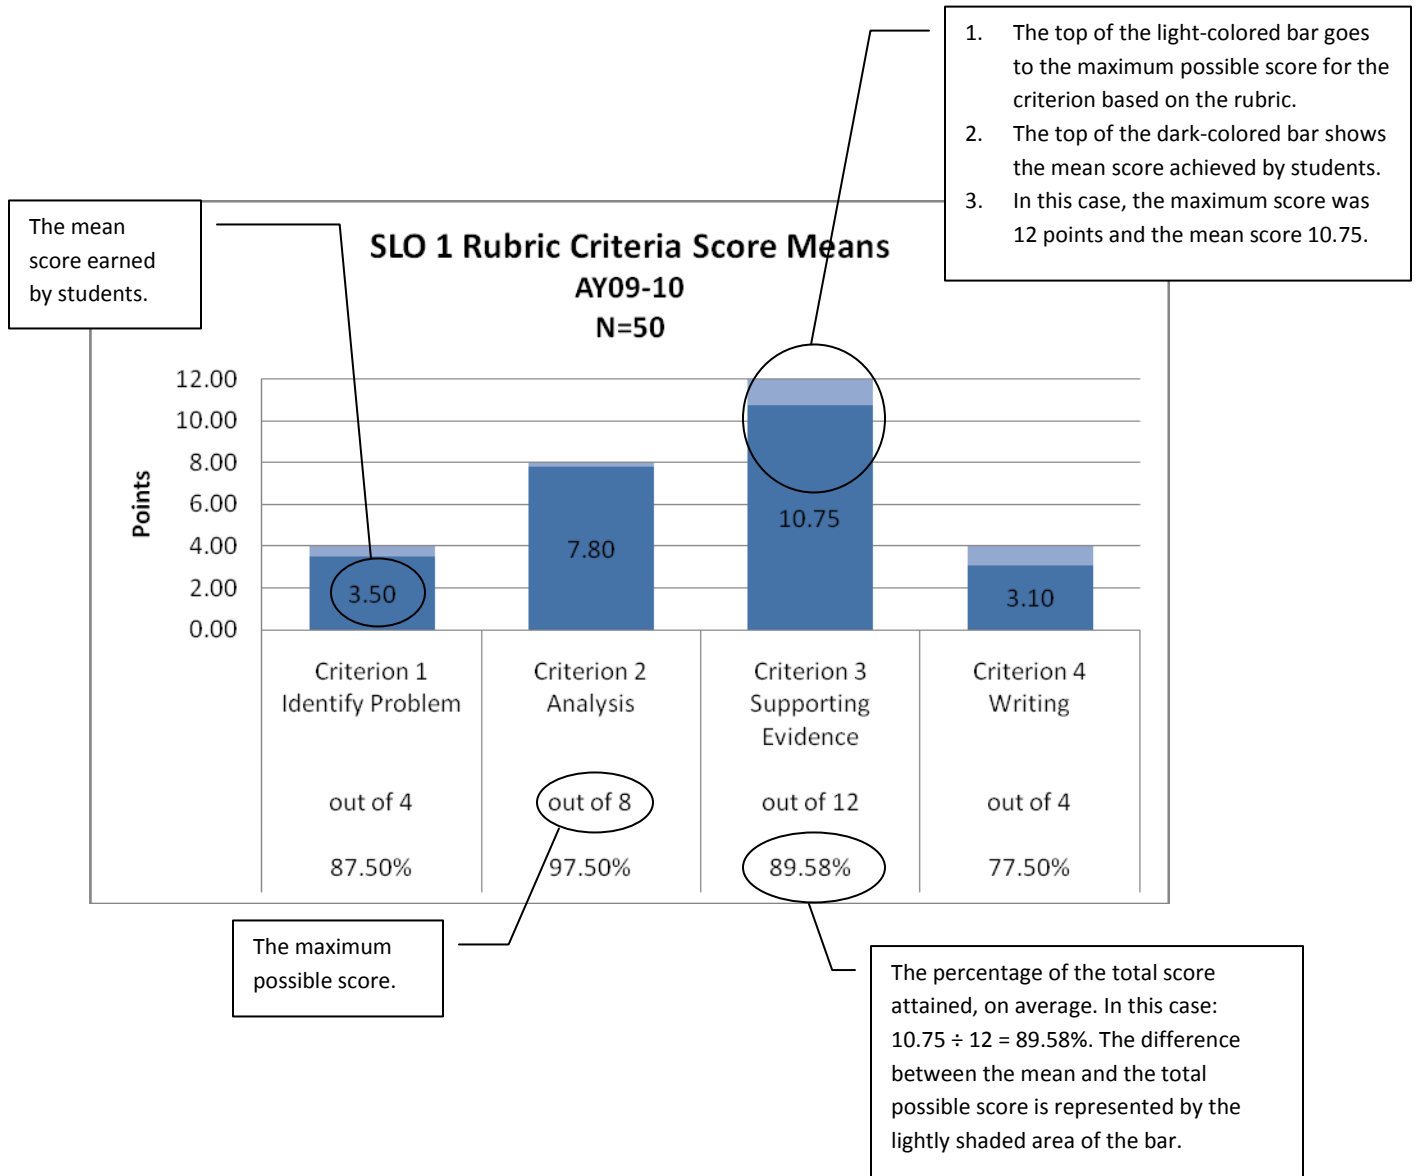 1. The top of the light-colored bar goes
to the maximum possible score for the
criterion based on the rubric.
2. The top of the dark-colored bar shows
the mean score achieved by students.
3. In this case, the maximum score was
12 points and the mean score 10.75.
The mean
score earned
by students.
SLO 1 Rubric Criteria Score Means
AY09-10
N=50
Points
12.00
10.00
8.00
6.00
4.00
2.00
0.00
3.50
7.80
10.75
3.10
Criterion 1
Identify Problem
out of 4
87.50%
Criterion 2
Analysis
out of 8
97.50%
Criterion 3
Supporting
Evidence
out of 12
89.58%
Criterion 4
Writing
out of 4
77.50%
The maximum
possible score.
The percentage of the total score
attained, on average. In this case:
10.75 ÷ 12 = 89.58%. The difference
between the mean and the total
possible score is represented by the
lightly shaded area of the bar.